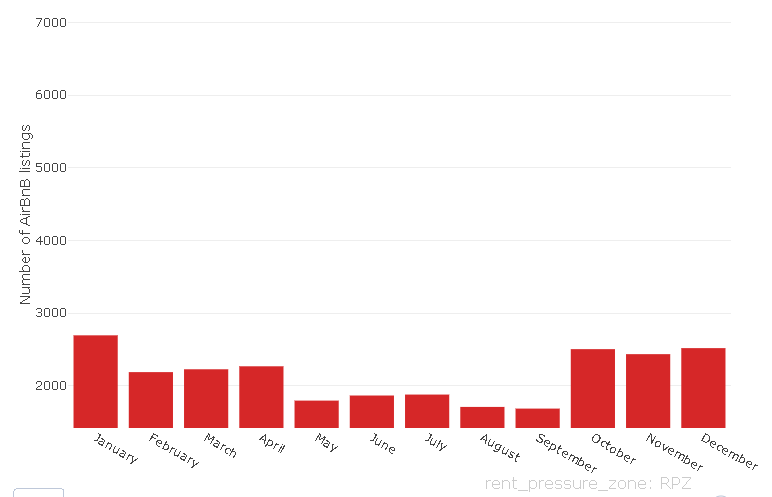 7000
6000
5000
4000
3000
2000
Number of AirBnB listings
January
February
March
April
May
June
July
August
September
October
November
December
rent_pressure_zone: RPZ